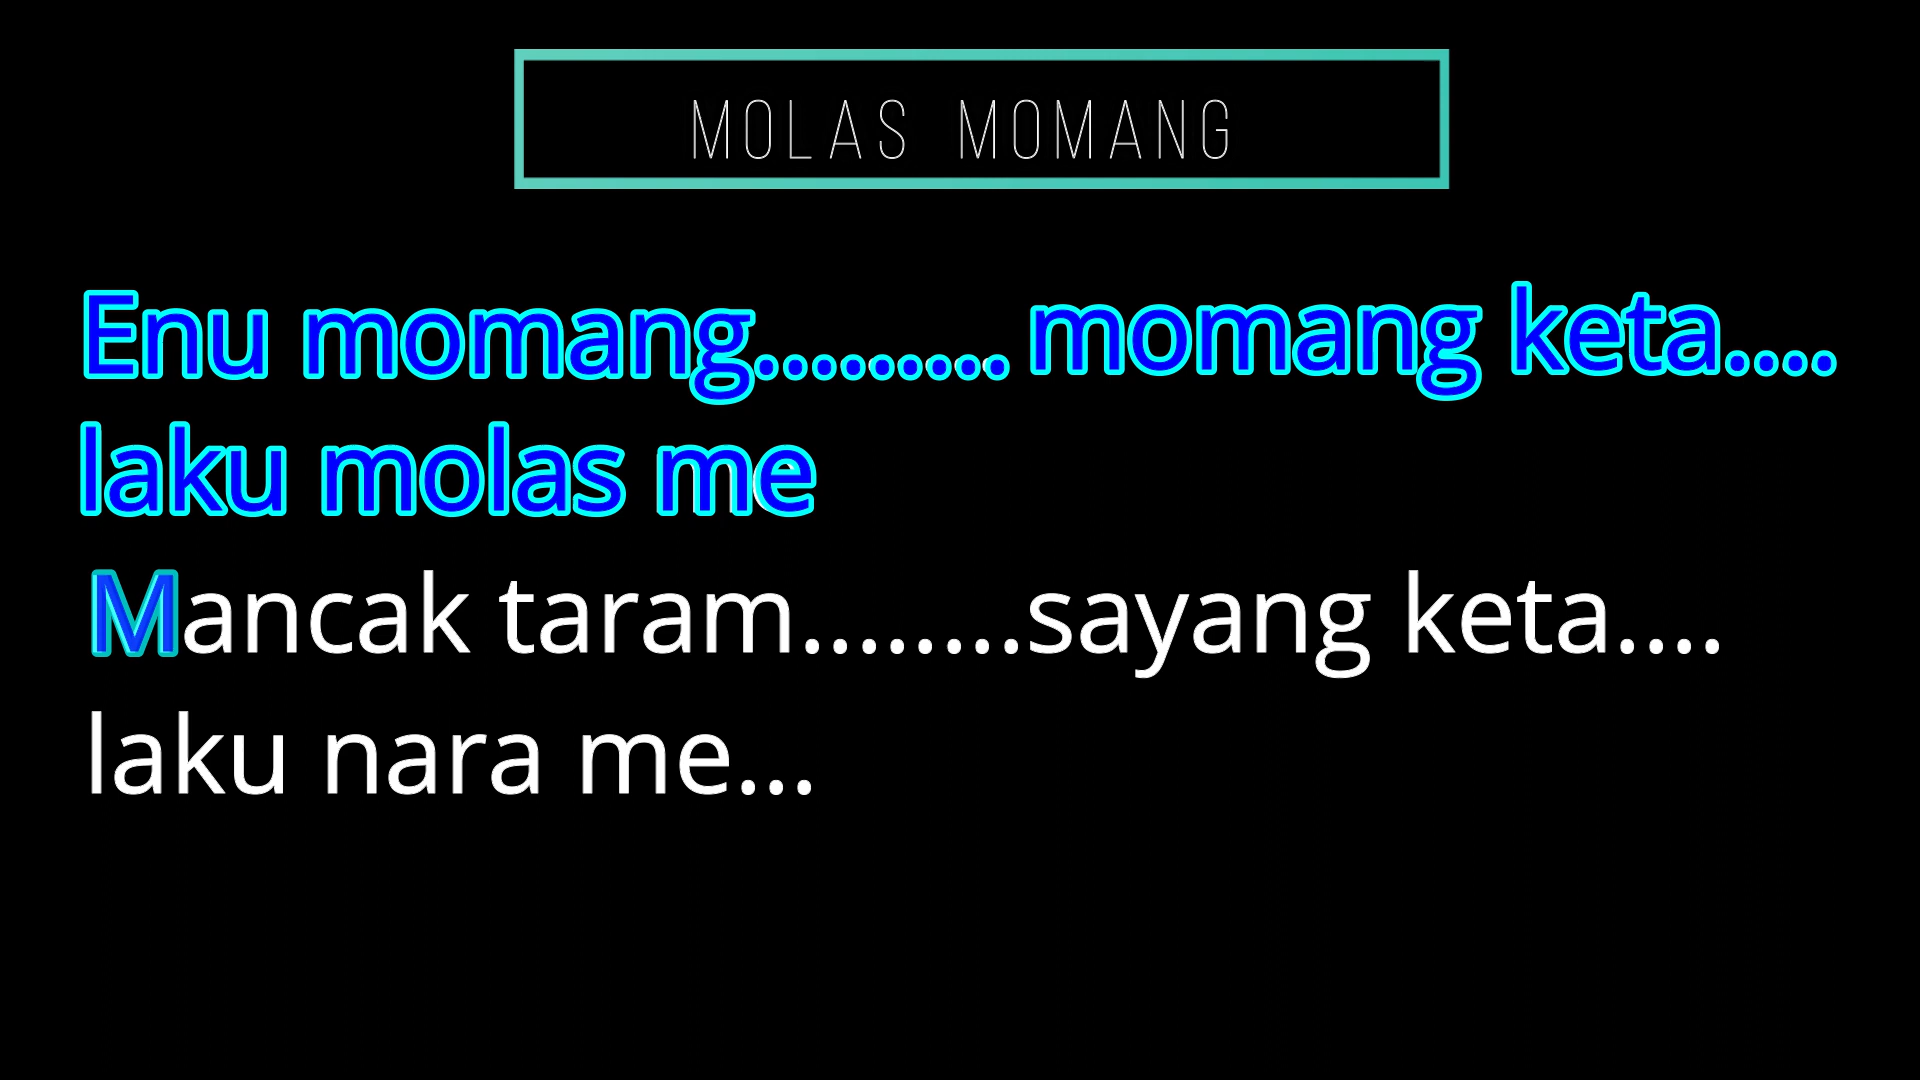 MOLAS MOMANG
Enu momang......... momang keta....
laku molas me
Mancak taram........sayang keta....
laku nara me...